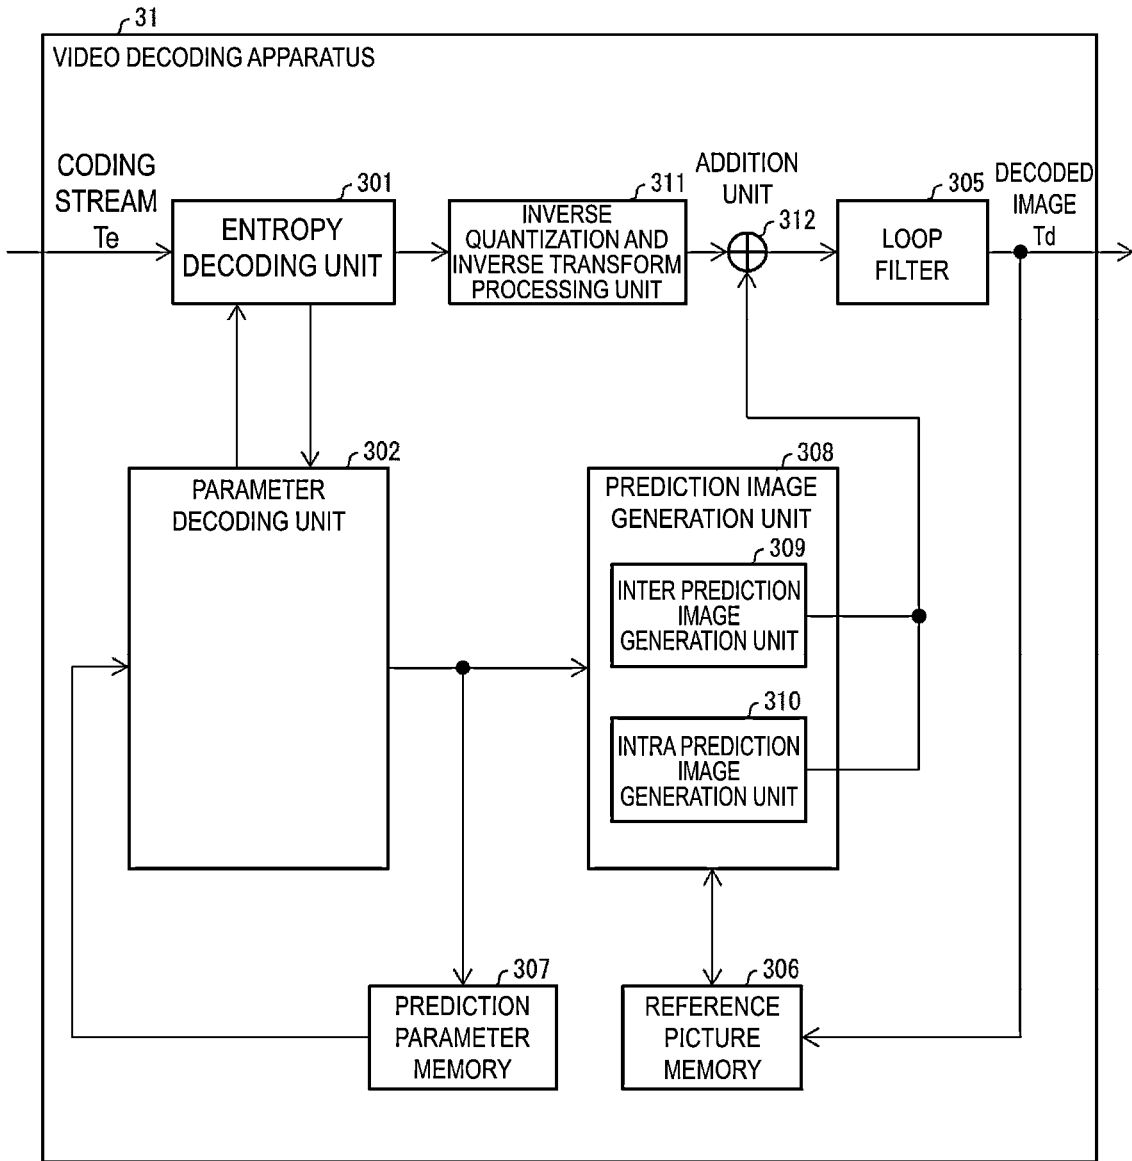 31
VIDEO DECODING APPARATUS
CODING
STREAM
Te
301
ENTROPY
DECODING UNIT
311
INVERSE
QUANTIZATION AND
INVERSE TRANSFORM
PROCESSING UNIT
ADDITION
UNIT
312
305
LOOP
FILTER
DECODED
IMAGE
Td
302
PARAMETER
DECODING UNIT
308
PREDICTION IMAGE
GENERATION UNIT
309
INTER PREDICTION
IMAGE
GENERATION UNIT
310
INTRA PREDICTION
IMAGE
GENERATION UNIT
307
PREDICTION
PARAMETER
MEMORY
306
REFERENCE
PICTURE
MEMORY